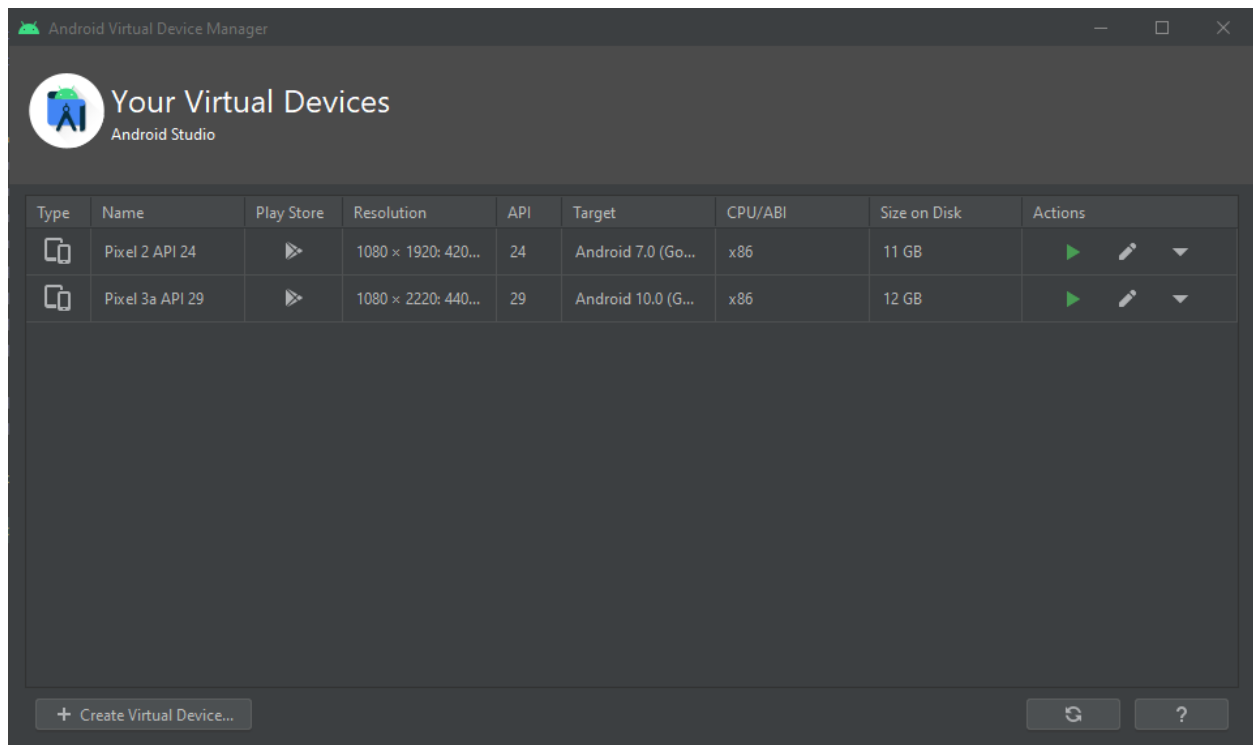 Android Virtual Device Manager
Your Virtual Devices
Android Studio
Type Name Play Store Resolution API Target CPU/ABI Size on Disk Actions
Pixel 2 API 24 1080 × 1920: 420... 24 Android 7.0 (Go... x86 11 GB
Pixel 3a API 29 1080 × 2220: 440... 29 Android 10.0 (G... x86 12 GB
+ Create Virtual Device... ?